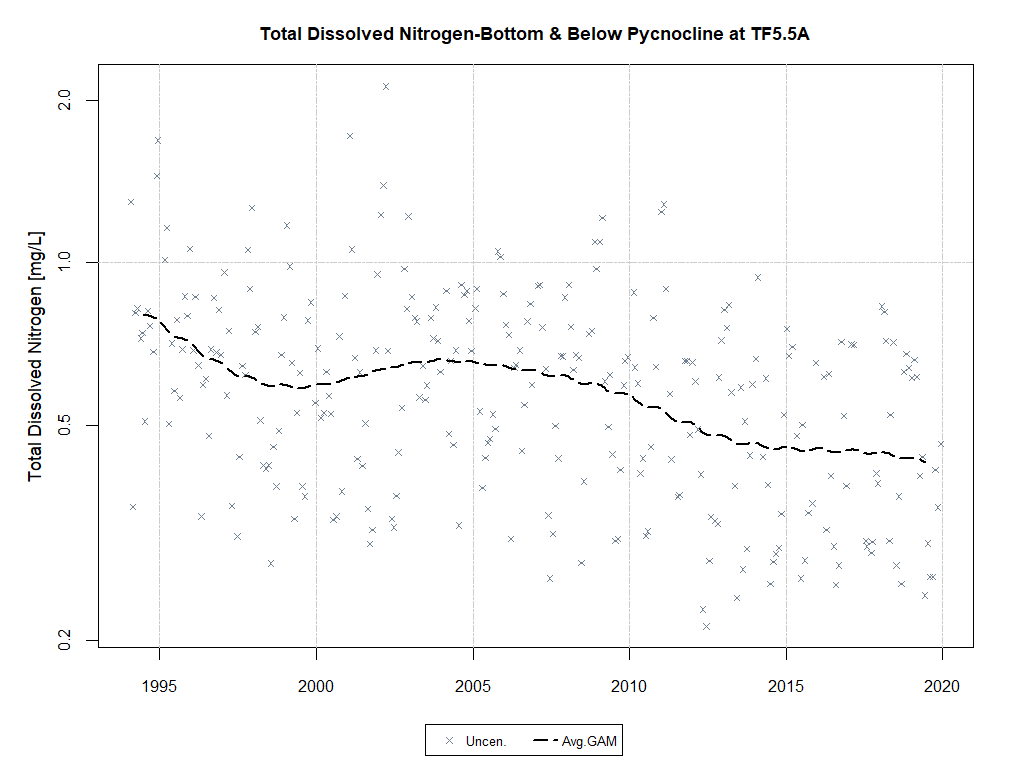 Total Dissolved Nitrogen-Bottom & Below Pycnocline at TF5.5A
Total Dissolved Nitrogen [mg/L]
2.0
1.0
0.5
0.2
1995 2000 2005 2010 2015 2020
Uncen. Avg.GAM